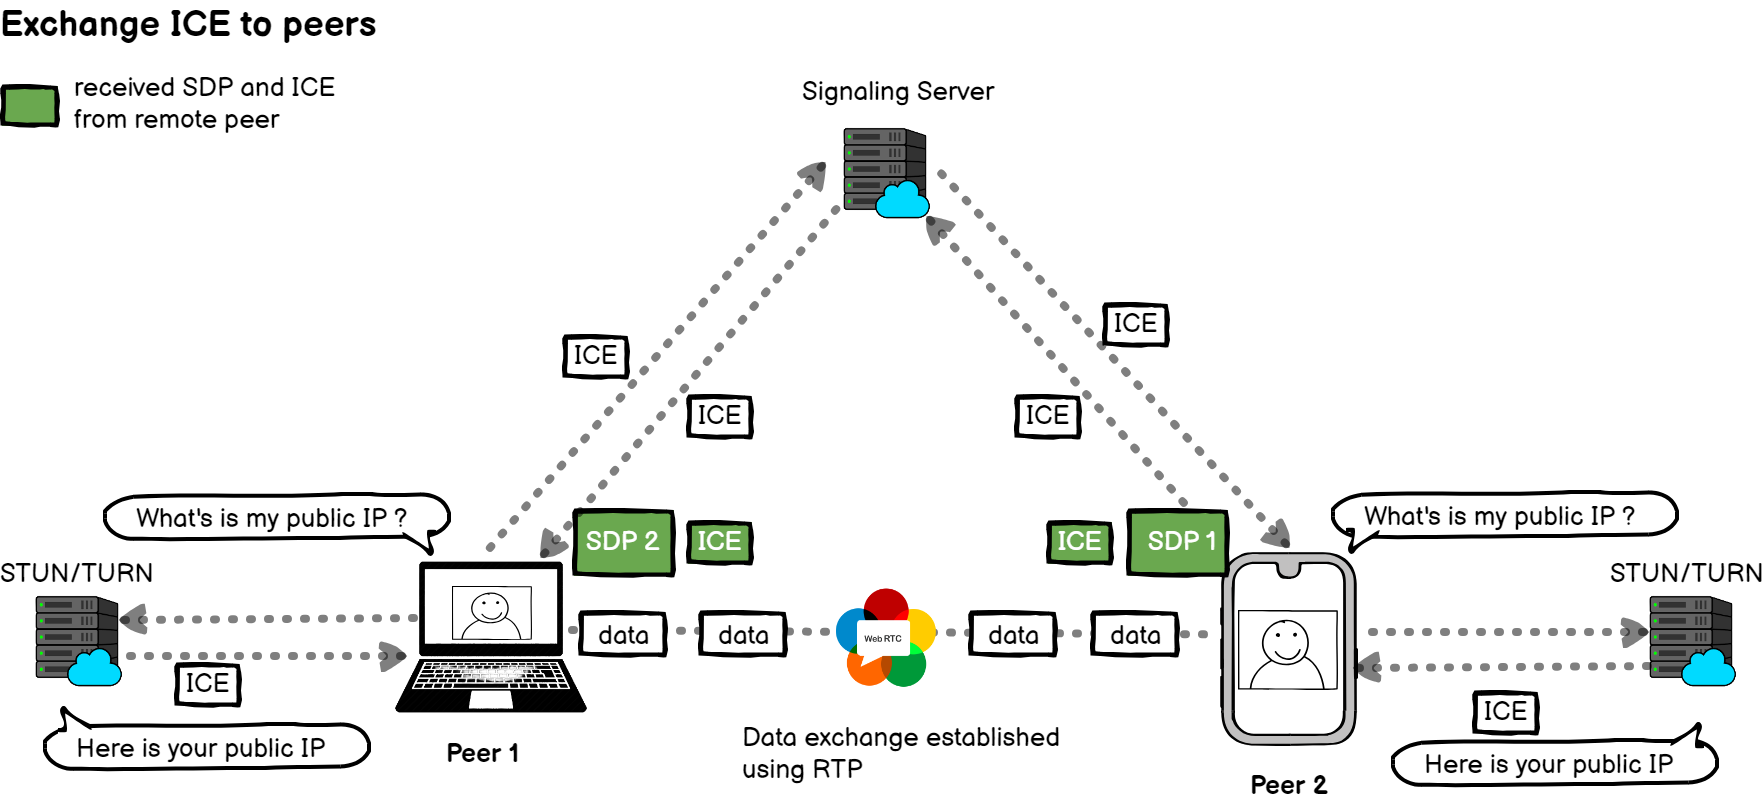 Exchange ICE to peers
received SDP and ICE
from remote peer
Signaling Server
ICE
ICE
ICE
ICE
What's is my public IP ?
What's is my public IP ?
SDP 2
ICE
ICE
SDP 1
STUN/TURN
STUN/TURN
data
data
Web RTC
data
data
ICE
ICE
Here is your public IP
Peer 1
Data exchange established
using RTP
Here is your public IP
Peer 2